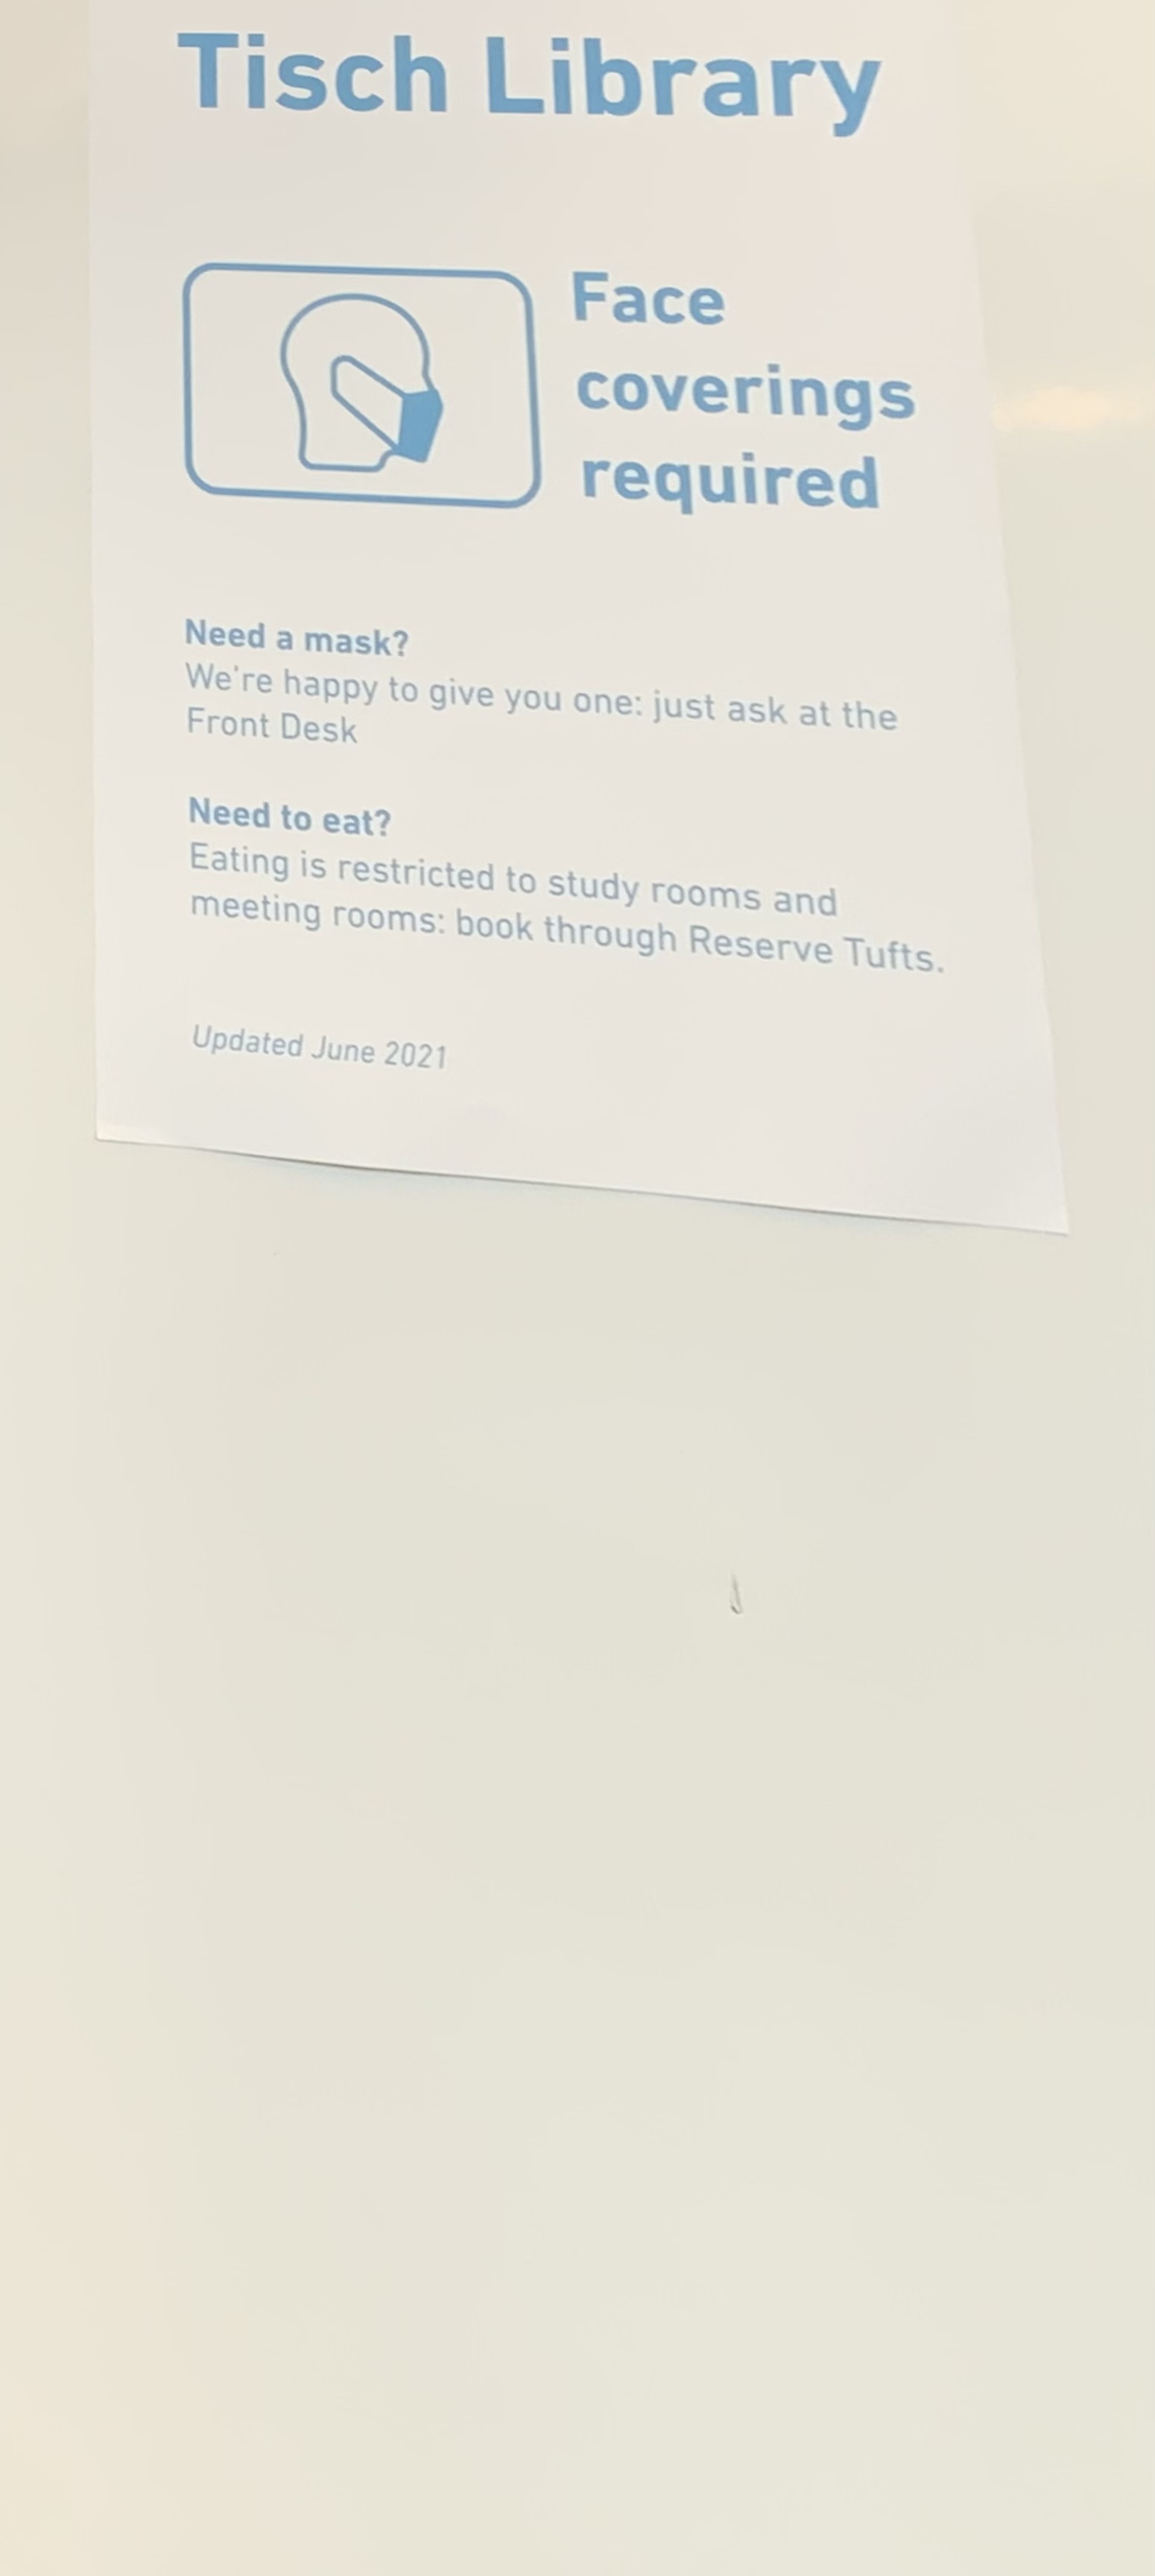 Tisch Library
Face
coverings
required
Need a mask?
We're happy to give you one: just ask at the
Front Desk
Need to eat?
Eating is restricted to study rooms and
meeting rooms: book through Reserve Tufts.
Updated June 2021